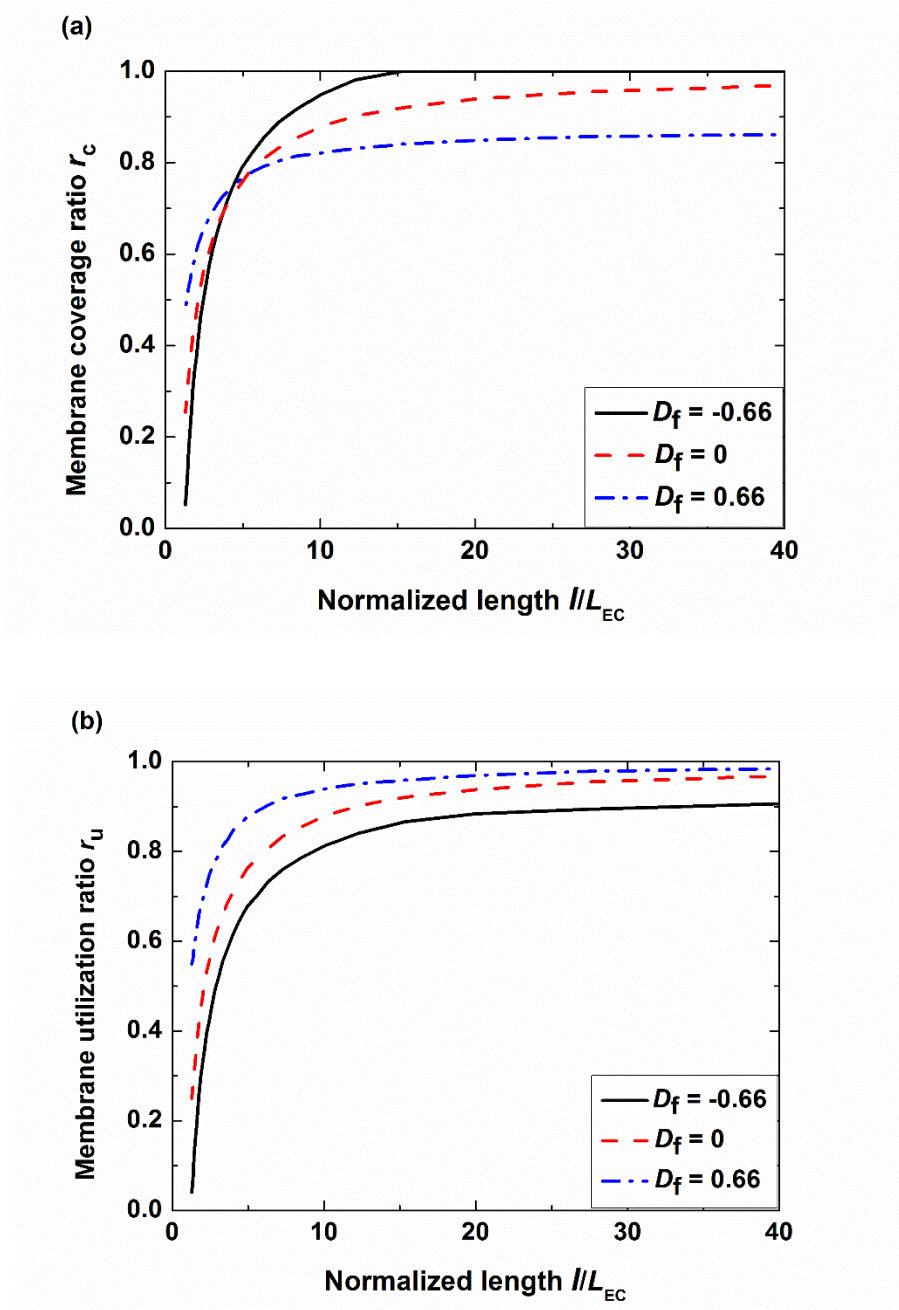 (a)
Membrane coverage ratio rc
1.0
0.8
0.6
0.4
0.2
0.0
0
10
20
30
40
Df = -0.66
Df = 0
Df = 0.66
Normalized length l/LEC
(b)
Membrane utilization ratio ru
1.0
0.8
0.6
0.4
0.2
0.0
0
10
20
30
40
Df = -0.66
Df = 0
Df = 0.66
Normalized length l/LEC